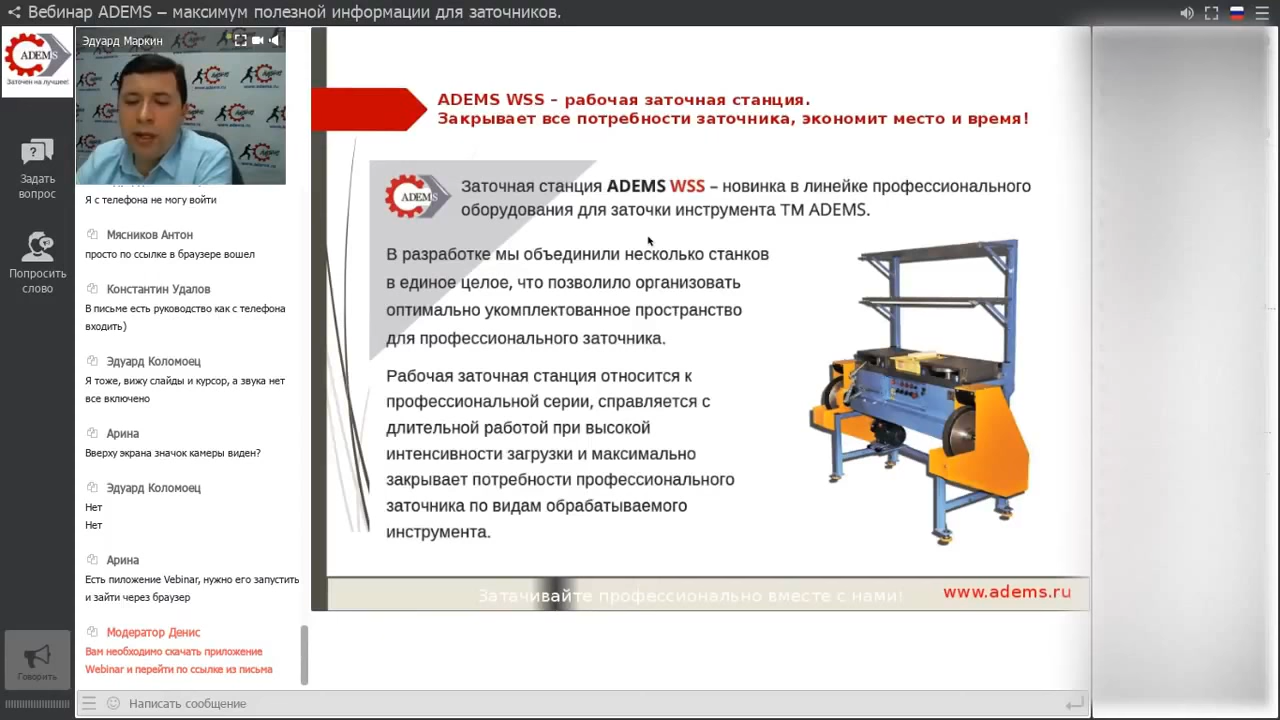 Вебинар ADEMS – максимум полезной информации для заточников.
ADEMS
Заточен на лучшее!
Эдуард Маркин
Задать
вопрос
Попросить
слово
Говорить
Я с телефона не могу войти
Мясников Антон
просто по ссылке в браузере вошел
Константин Удалов
В письме есть руководство как с телефона
входить)
Эдуард Коломоец
Я тоже, вижу слайды и курсор, а звука нет
все включено
Арина
Вверху экрана значок камеры виден?
Эдуард Коломоец
Нет
Нет
Арина
Есть пиложение Vebinar, нужно его запустить
и зайти через браузер
Модератор Денис
Вам необходимо скачать приложение
Webinar и перейти по ссылке из письма
Написать сообщение
ADEMS WSS – рабочая заточная станция.
Закрывает все потребности заточника, экономит место и время!
ADEMS
Заточная станция ADEMS WSS – новинка в линейке профессионального
оборудования для заточки инструмента ТМ ADEMS.
В разработке мы объединили несколько станков
в единое целое, что позволило организовать
оптимально укомплектованное пространство
для профессионального заточника.
Рабочая заточная станция относится к
профессиональной серии, справляется с
длительной работой при высокой
интенсивности загрузки и максимально
закрывает потребности профессионального
заточника по видам обрабатываемого
инструмента.
Затачивайте профессионально вместе с нами!
www.adems.ru